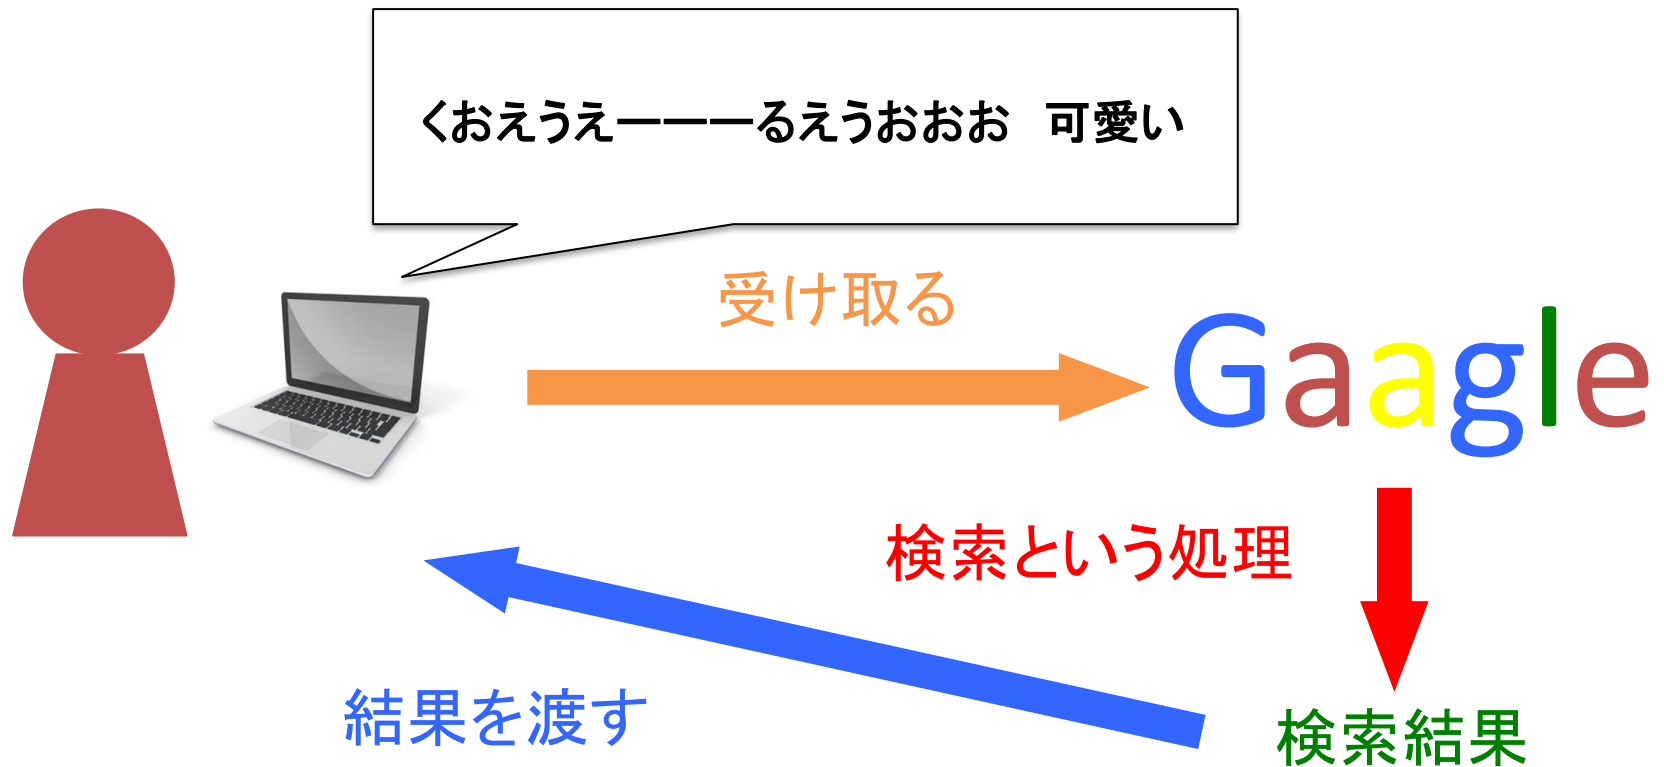 くおえうえーーーるえうおおお　可愛い
受け取る
Gaagle
検索という処理
結果を渡す
検索結果